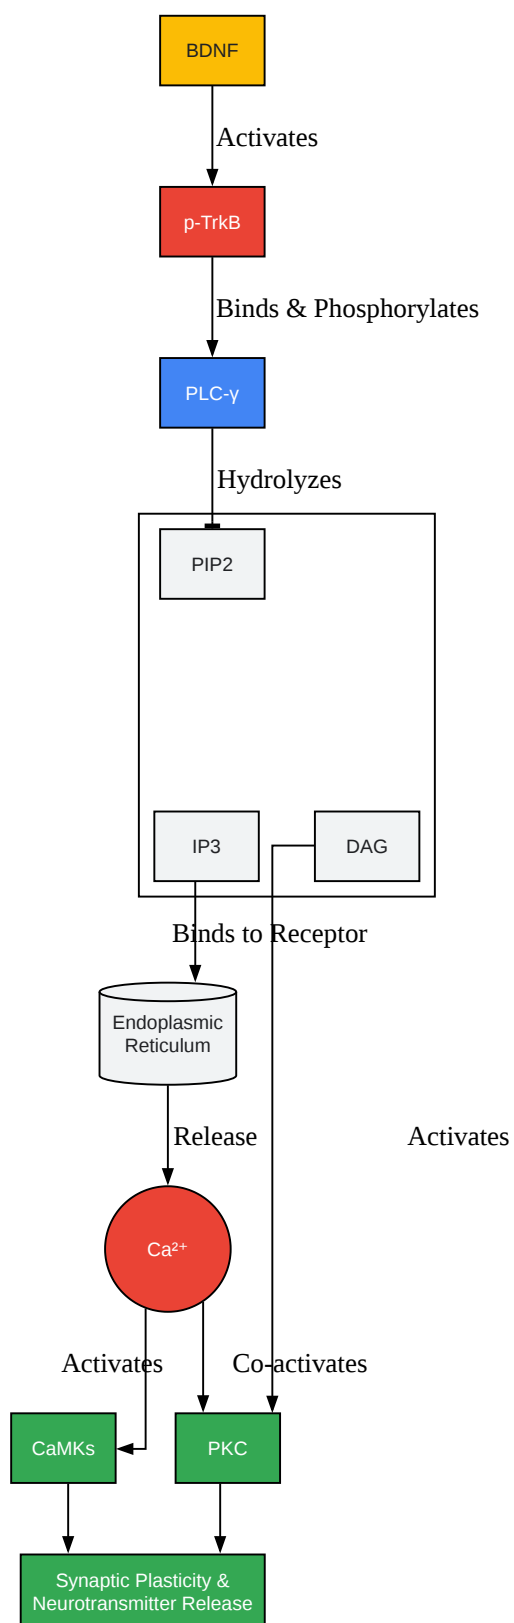 BDNF
Activates
p-TrkB
Binds & Phosphorylates
PLC-γ
Hydrolyzes
PIP2
IP3
DAG
Binds to Receptor
Endoplasmic
Reticulum
Release
Activates
Ca²⁺
Activates
Co-activates
CaMKs
PKC
Synaptic Plasticity &
Neurotransmitter Release